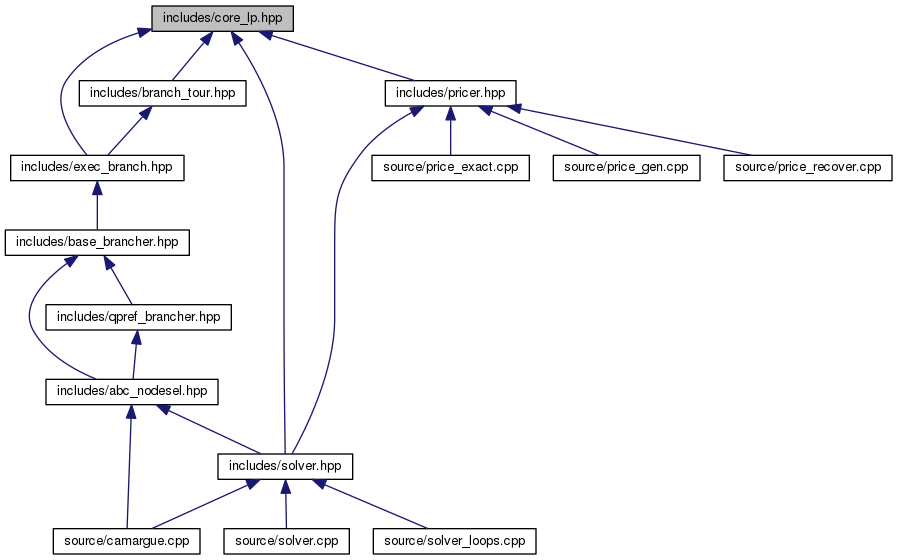 includes/core_lp.hpp
includes/branch_tour.hpp
includes/pricer.hpp
includes/exec_branch.hpp
source/price_exact.cpp
source/price_gen.cpp
source/price_recover.cpp
includes/base_brancher.hpp
includes/qpref_brancher.hpp
includes/abc_nodesel.hpp
includes/solver.hpp
source/camargue.cpp
source/solver.cpp
source/solver_loops.cpp